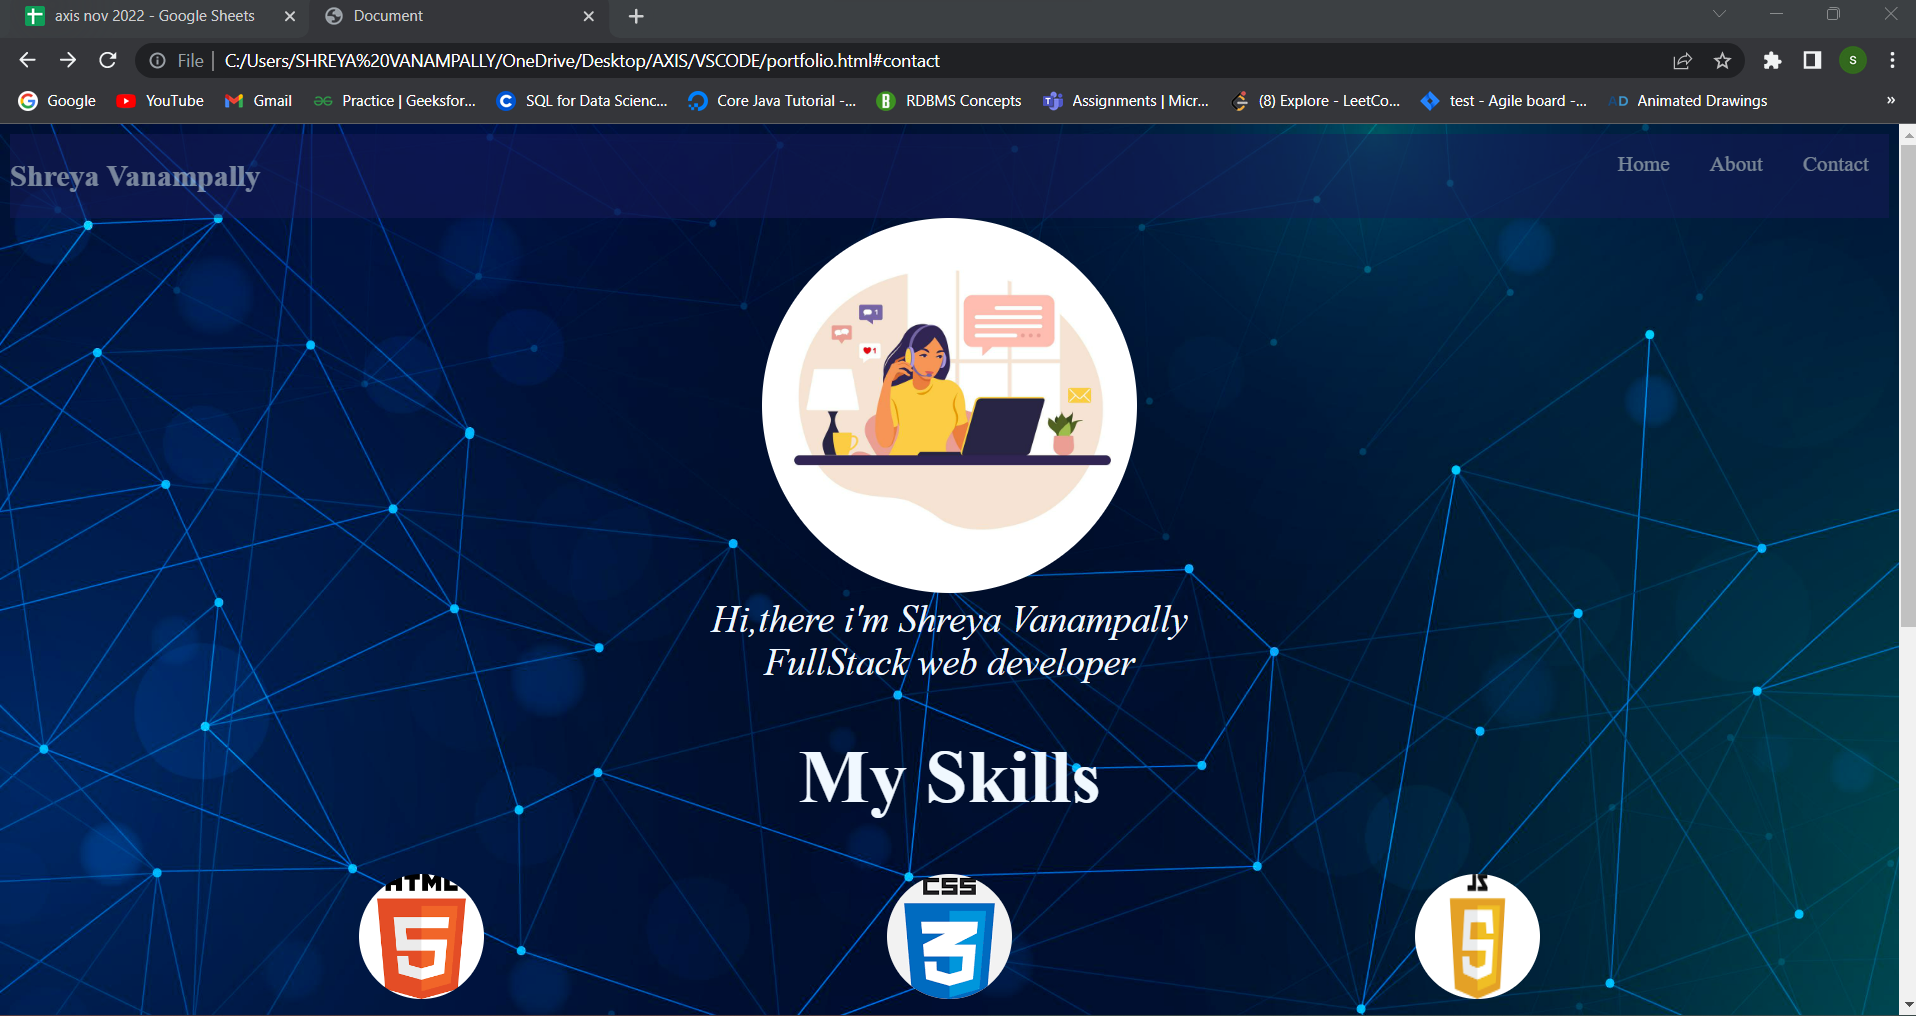 axis nov 2022 - Google Sheets
Document
File
C:/Users/SHREYA%20VANAMPALLY/OneDrive/Desktop/AXIS/VSCODE/portfolio.html#contact
S
Google
YouTube
Gmail
Practice | Geeksfor...
SQL for Data Scienc...
Core Java Tutorial -...
RDBMS Concepts
Assignments | Micr...
(8) Explore - LeetCo...
test - Agile board -...
AD Animated Drawings
»
Shreya Vanampally
Home
About
Contact
1
1
Hi,there i'm Shreya Vanampally
FullStack web developer
My Skills
HTML
5
CSS
3
JS